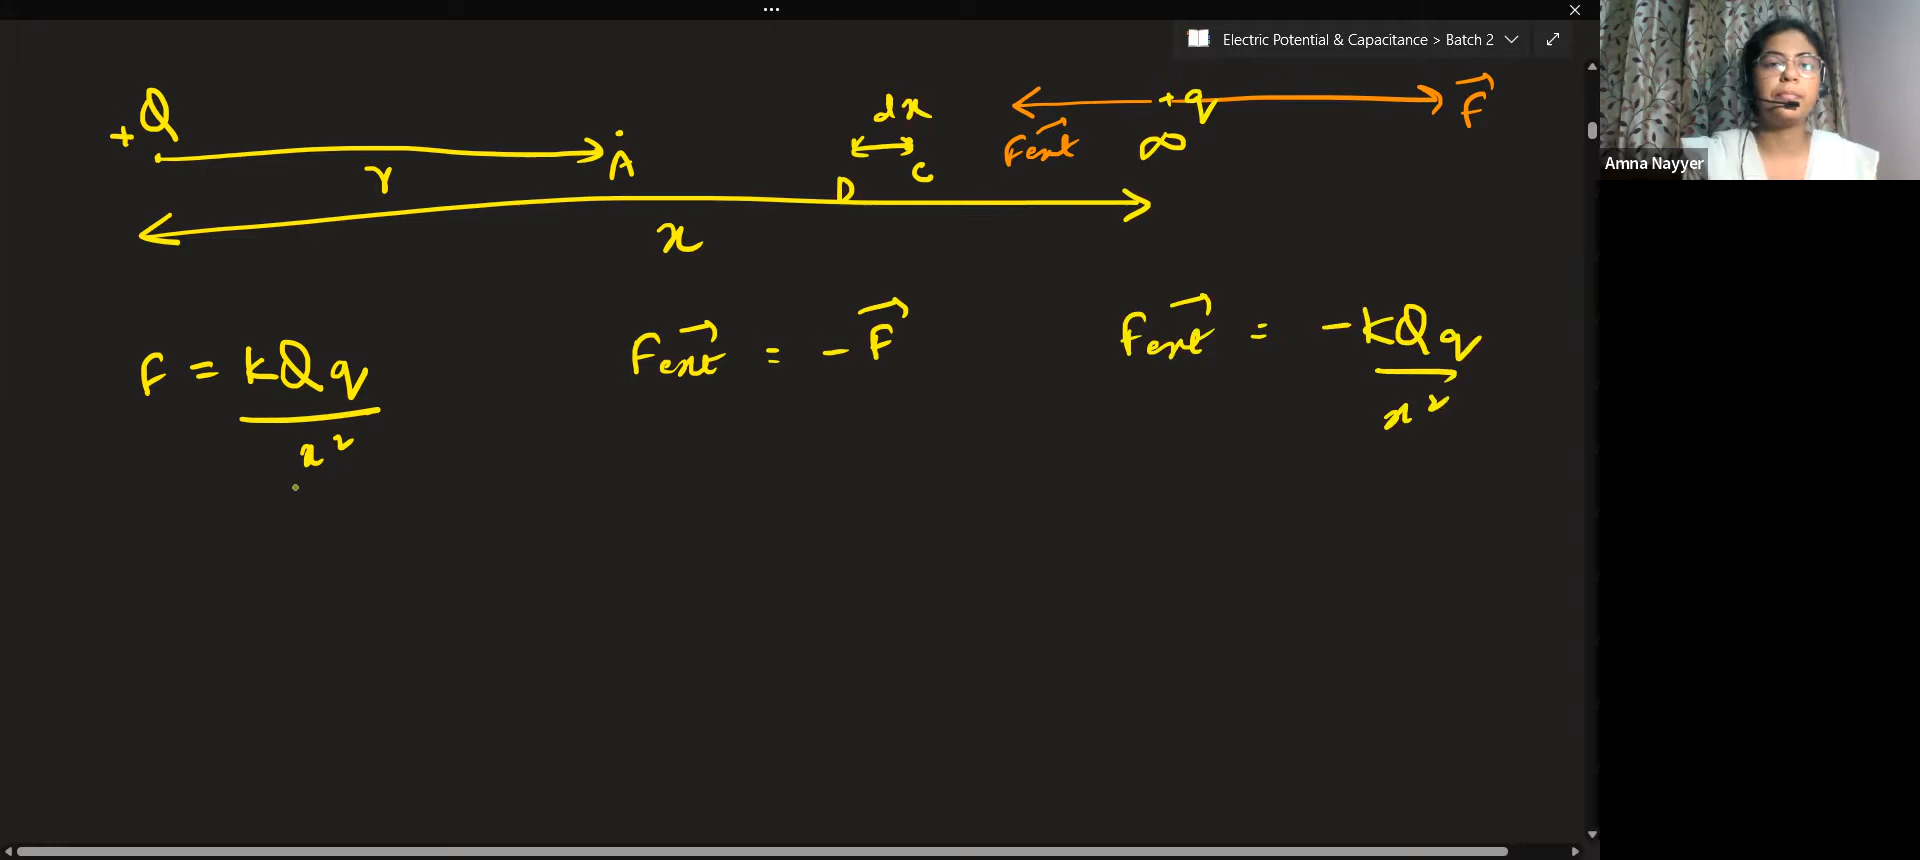 Electric Potential & Capacitance > Batch 2
Amna Nayyer
+Q
r
A
dx
D
C
x
Fext
+q
∞
F
F = kQq/x²
Fext = -F
Fext = -kQq/x²